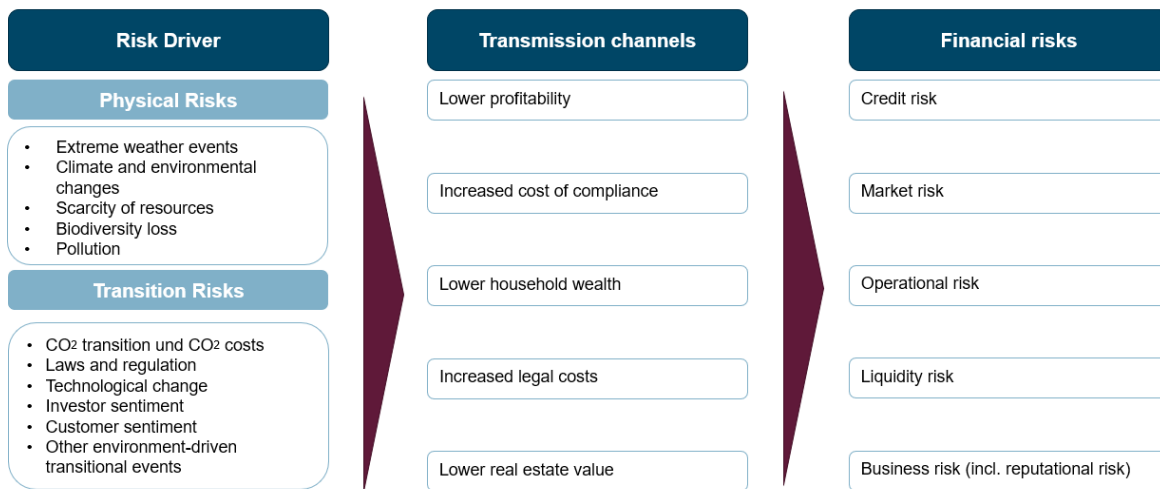 Risk Driver
Physical Risks
• Extreme weather events
• Climate and environmental
changes
• Scarcity of resources
• Biodiversity loss
• Pollution
Transition Risks
• CO2 transition und CO2 costs
• Laws and regulation
• Technological change
• Investor sentiment
• Customer sentiment
• Other environment-driven
transitional events
Transmission channels
Lower profitability
Increased cost of compliance
Lower household wealth
Increased legal costs
Lower real estate value
Financial risks
Credit risk
Market risk
Operational risk
Liquidity risk
Business risk (incl. reputational risk)